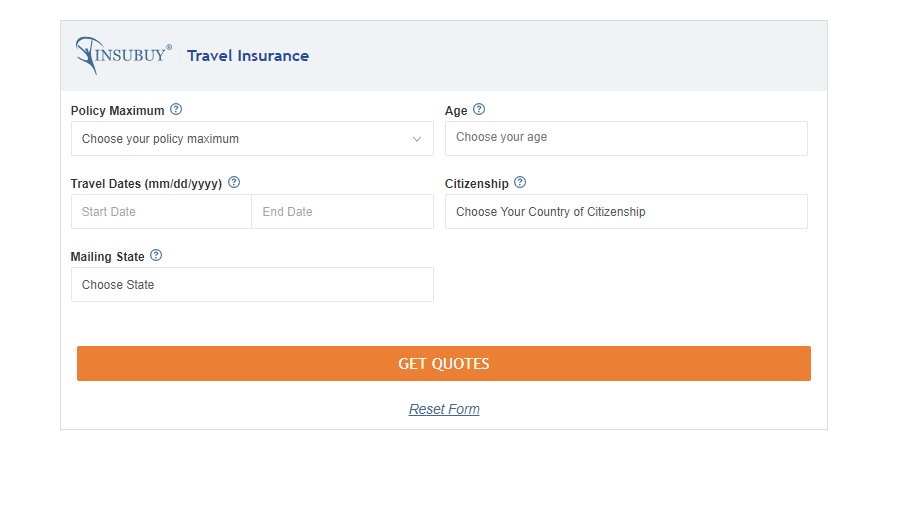 INSUBUY® Travel Insurance
Policy Maximum
Age
Choose your policy maximum
Choose your age
Travel Dates (mm/dd/yyyy)
Citizenship
Start Date
End Date
Choose Your Country of Citizenship
Mailing State
Choose State
GET QUOTES
Reset Form